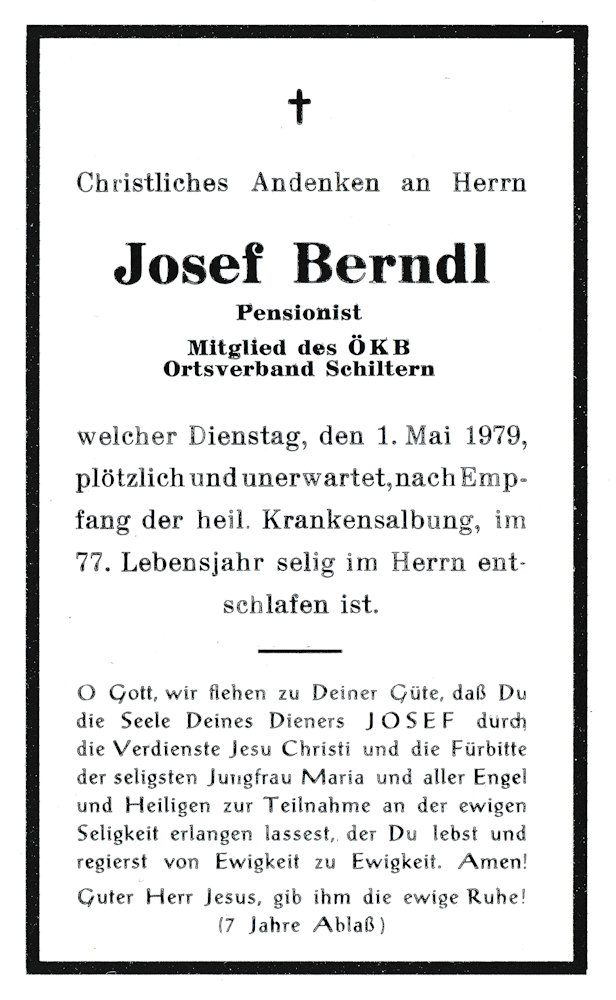 Christliches Andenken an Herrn
Josef Berndl
Pensionist
Mitglied des ÖKB
Ortsverband Schiltern
welcher Dienstag, den 1. Mai 1979,
plötzlich und unerwartet, nach Emp-
fang der heil. Krankensalbung, im
77. Lebensjahr selig im Herrn ent-
schlafen ist.
O Gott, wir flehen zu Deiner Güte, daß Du
die Seele Deines Dieners JOSEF durch
die Verdienste Jesu Christi und die Fürbitte
der seligsten Jungfrau Maria und aller Engel
und Heiligen zur Teilnahme an der ewigen
Seligkeit erlangen lassest, der Du lebst und
regierst von Ewigkeit zu Ewigkeit. Amen!
Guter Herr Jesus, gib ihm die ewige Ruhe!
(7 Jahre Ablaß)